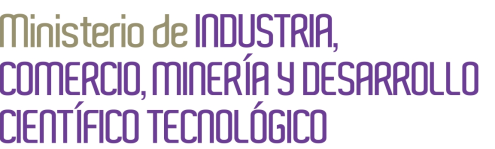 Ministerio de INDUSTRIA,
COMERCIO, MINERÍA Y DESARROLLO
CIENTÍFICO TECNOLÓGICO